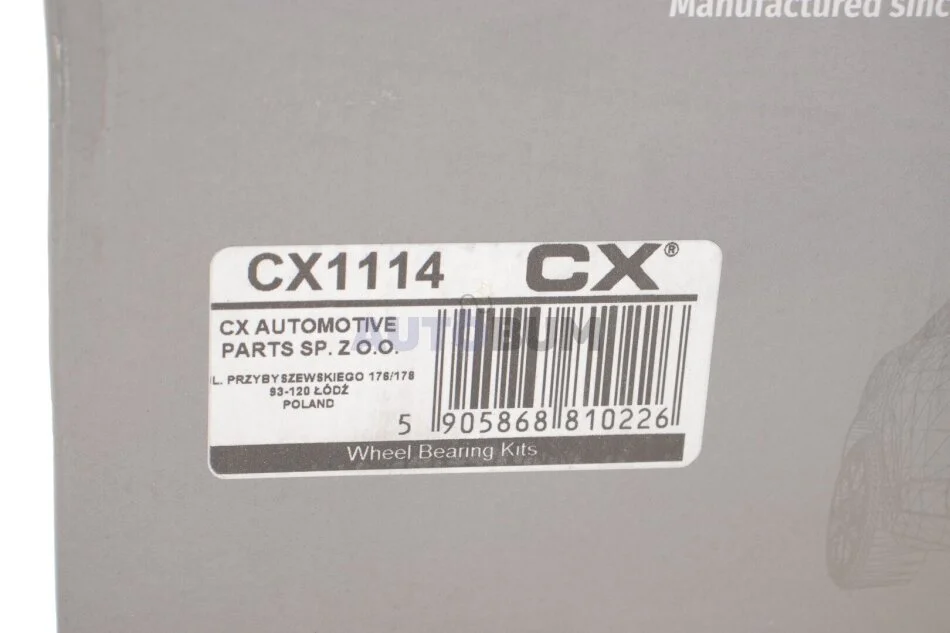 Manufactured sinc
CX1114
CX®
CX AUTOMOTIVE
PARTS SP. Z O.O.
L. PRZYBYSZEWSKIEGO 176/178
93-120 ŁÓDŹ
POLAND
5 905868 810226
Wheel Bearing Kits
AUTOBUM